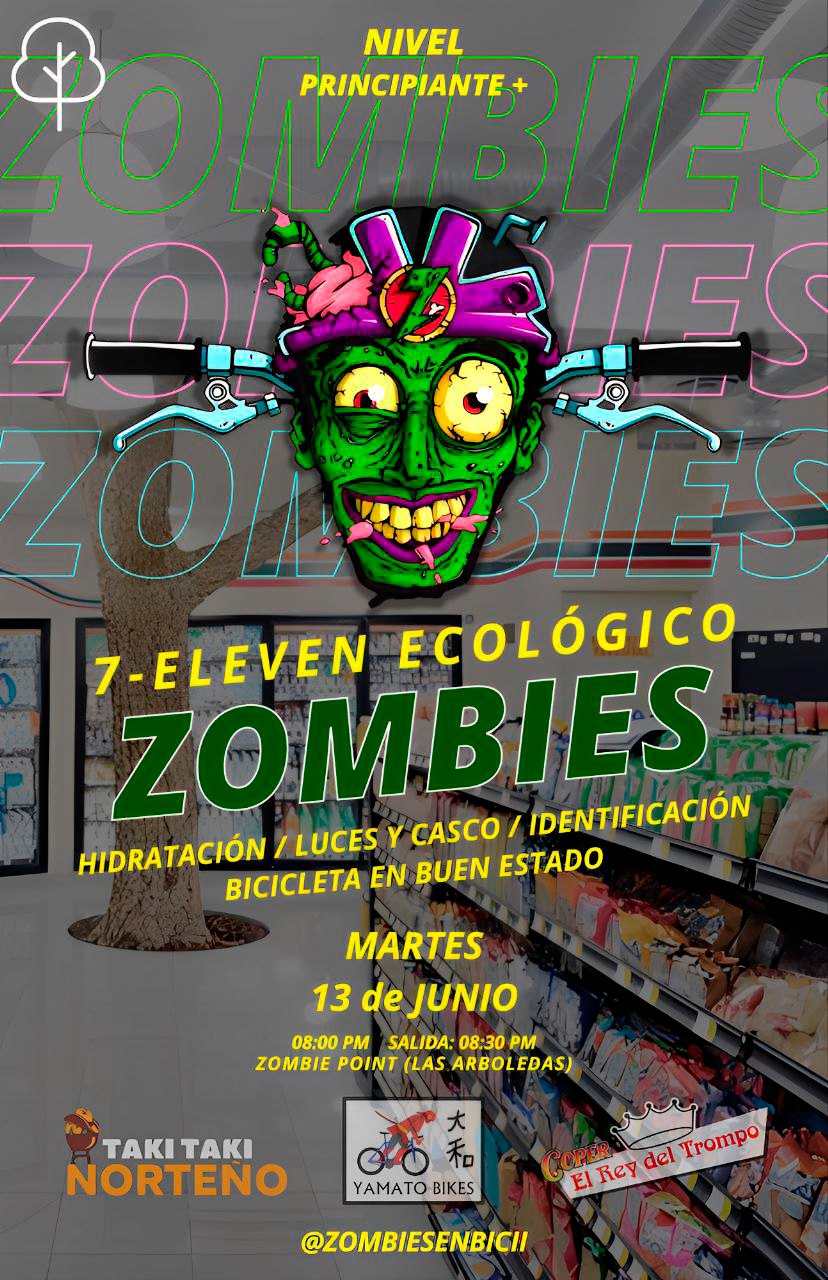 NIVEL
PRINCIPIANTE +
ZOMBIES
ZOMBIES
ZOMBIES
Z
7-ELEVEN ECOLÓGICO
ZOMBIES
HIDRATACIÓN / LUCES Y CASCO / IDENTIFICACIÓN
BICICLETA EN BUEN ESTADO
MARTES
13 de JUNIO
08:00 PM SALIDA: 08:30 PM
ZOMBIE POINT (LAS ARBOLEDAS)
TAKI TAKI
NORTEÑO
大和
YAMATO BIKES
COPER
El Rey del Trompo
@ZOMBIESENBICII